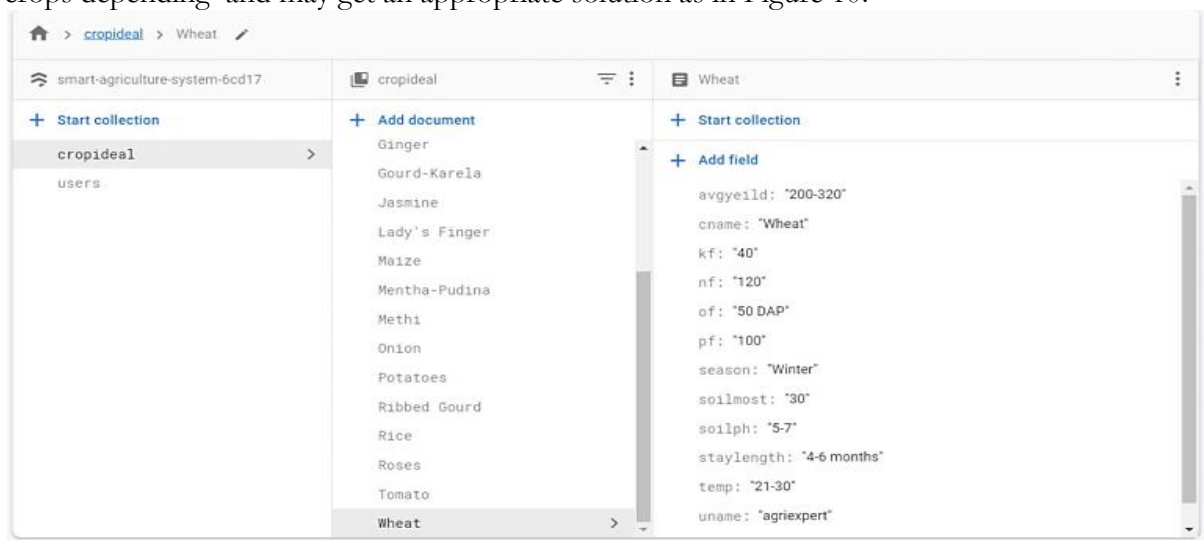 crops depending and may get an appropriate solution as in Figure 10.
> cropideal > Wheat
smart-agriculture-system-6cd17
+ Start collection
cropideal >
users
cropideal
+ Add document
Ginger
Gourd-Karela
Jasmine
Lady's Finger
Maize
Mentha-Pudina
Methi
Onion
Potatoes
Ribbed Gourd
Rice
Roses
Tomato
Wheat >
Wheat
+ Start collection
+ Add field
avgyeild: "200-320"
cname: "Wheat"
kf: "40"
nf: "120"
of: "50 DAP"
pf: "100"
season: "Winter"
soilmost: "30"
soilph: "5-7"
staylength: "4-6 months"
temp: "21-30"
uname: "agriexpert"